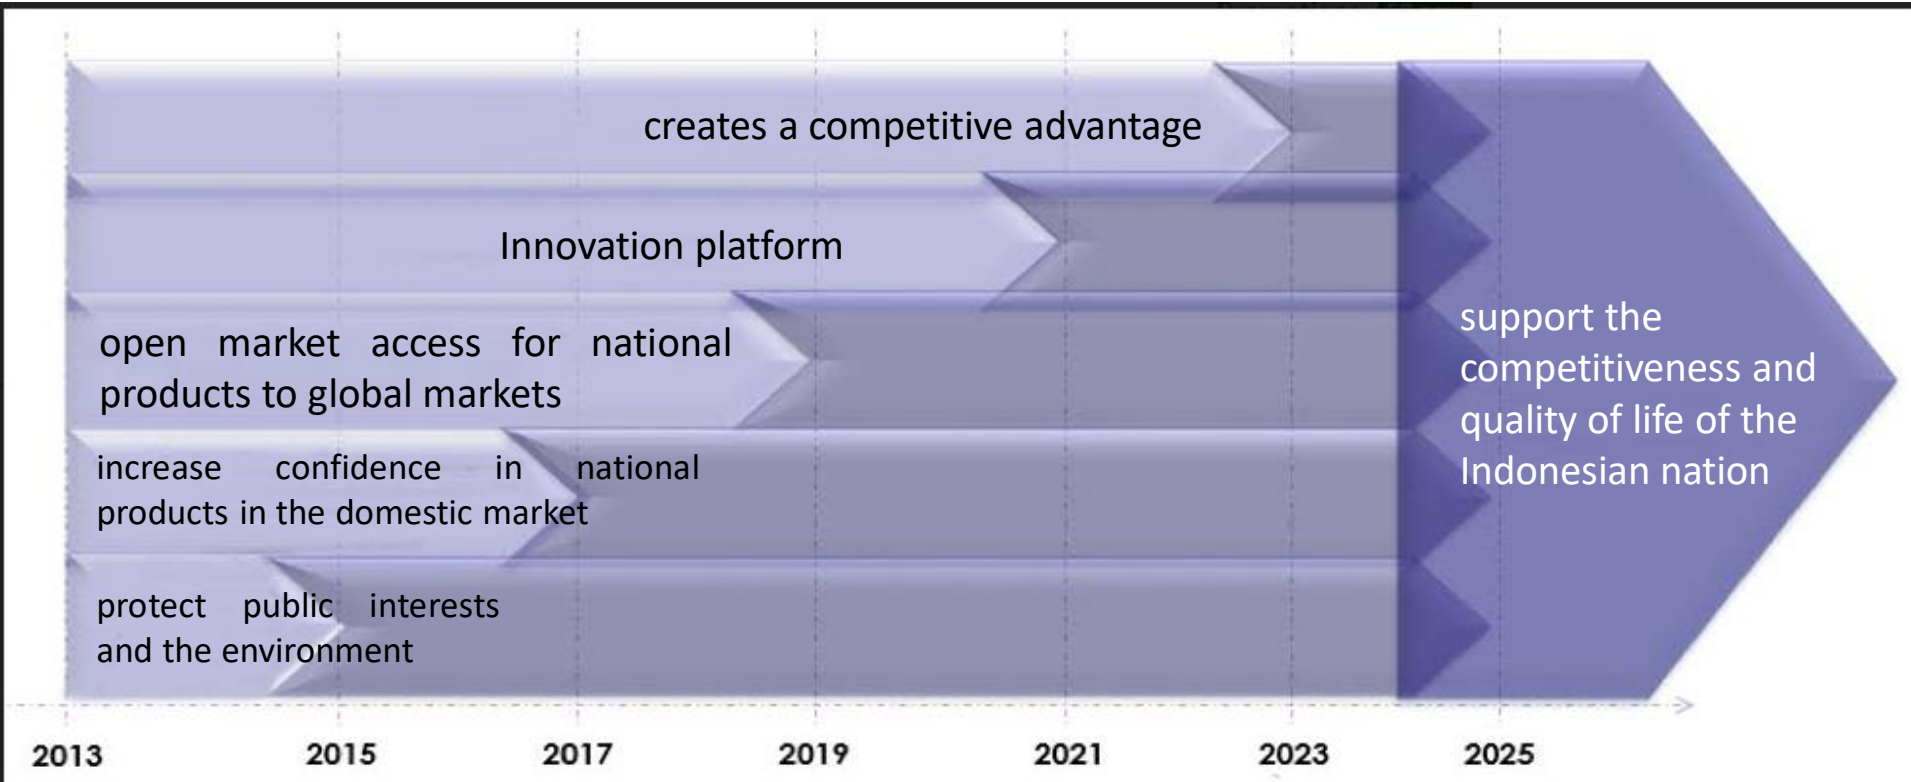 creates a competitive advantage
Innovation platform
open market access for national
products to global markets
increase confidence in national
products in the domestic market
protect public interests
and the environment
support the
competitiveness and
quality of life of the
Indonesian nation
2013 2015 2017 2019 2021 2023 2025